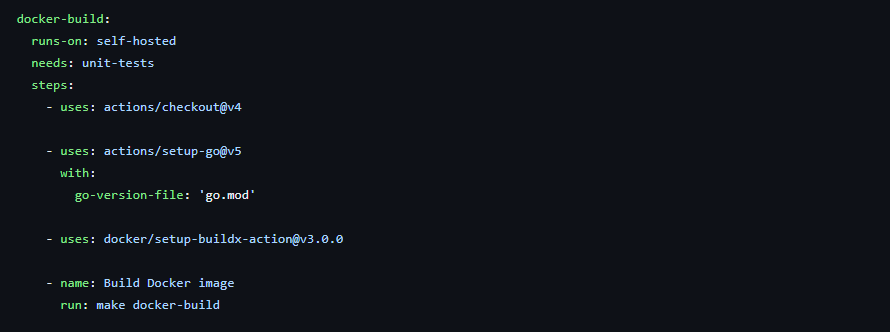 docker-build:
  runs-on: self-hosted
  needs: unit-tests
  steps:
    - uses: actions/checkout@v4

    - uses: actions/setup-go@v5
      with:
        go-version-file: 'go.mod'

    - uses: docker/setup-buildx-action@v3.0.0

    - name: Build Docker image
      run: make docker-build